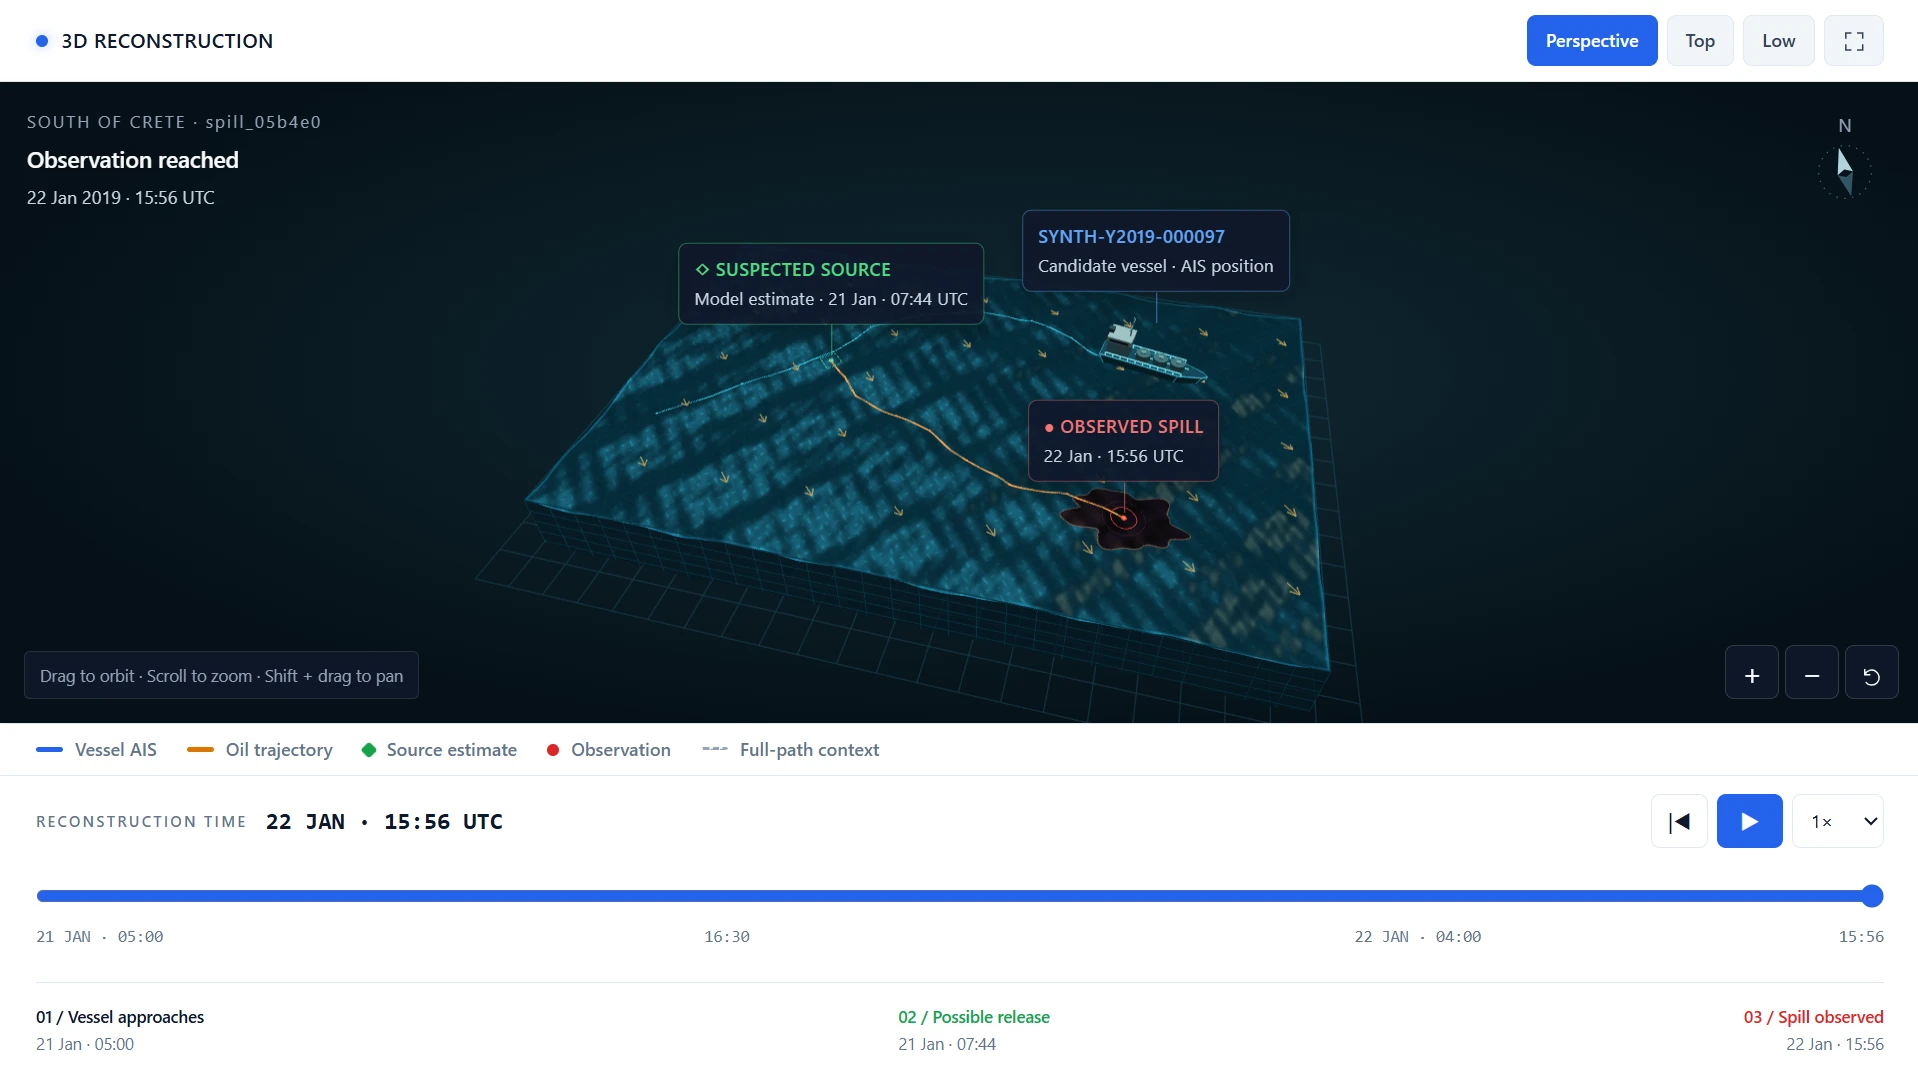 3D RECONSTRUCTION
Perspective
Top
Low
SOUTH OF CRETE · spill_05b4e0
Observation reached
22 Jan 2019 · 15:56 UTC
N
SYNTH-Y2019-000097
Candidate vessel · AIS position
◇ SUSPECTED SOURCE
Model estimate · 21 Jan · 07:44 UTC
● OBSERVED SPILL
22 Jan · 15:56 UTC
Drag to orbit · Scroll to zoom · Shift + drag to pan
+
−
Vessel AIS
Oil trajectory
Source estimate
Observation
Full-path context
RECONSTRUCTION TIME 22 JAN · 15:56 UTC
1×
21 JAN · 05:00
16:30
22 JAN · 04:00
15:56
01 / Vessel approaches
21 Jan · 05:00
02 / Possible release
21 Jan · 07:44
03 / Spill observed
22 Jan · 15:56